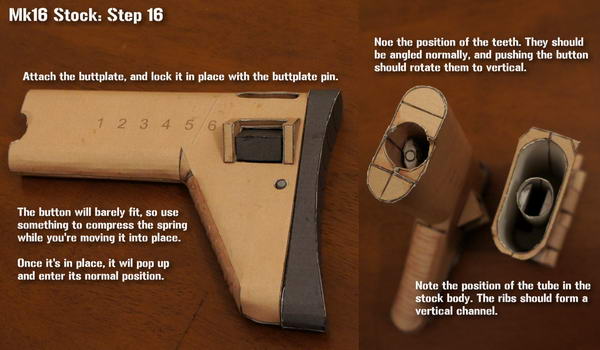 Mk16 Stock: Step 16
Attach the buttplate, and lock it in place with the buttplate pin.
1 2 3 4 5 6
The button will barely fit, so use
something to compress the spring
while you're moving it into place.
Once it's in place, it wil pop up
and enter its normal position.
Noe the position of the teeth. They should
be angled normally, and pushing the button
should rotate them to vertical.
Note the position of the tube in the
stock body. The ribs should form a
vertical channel.